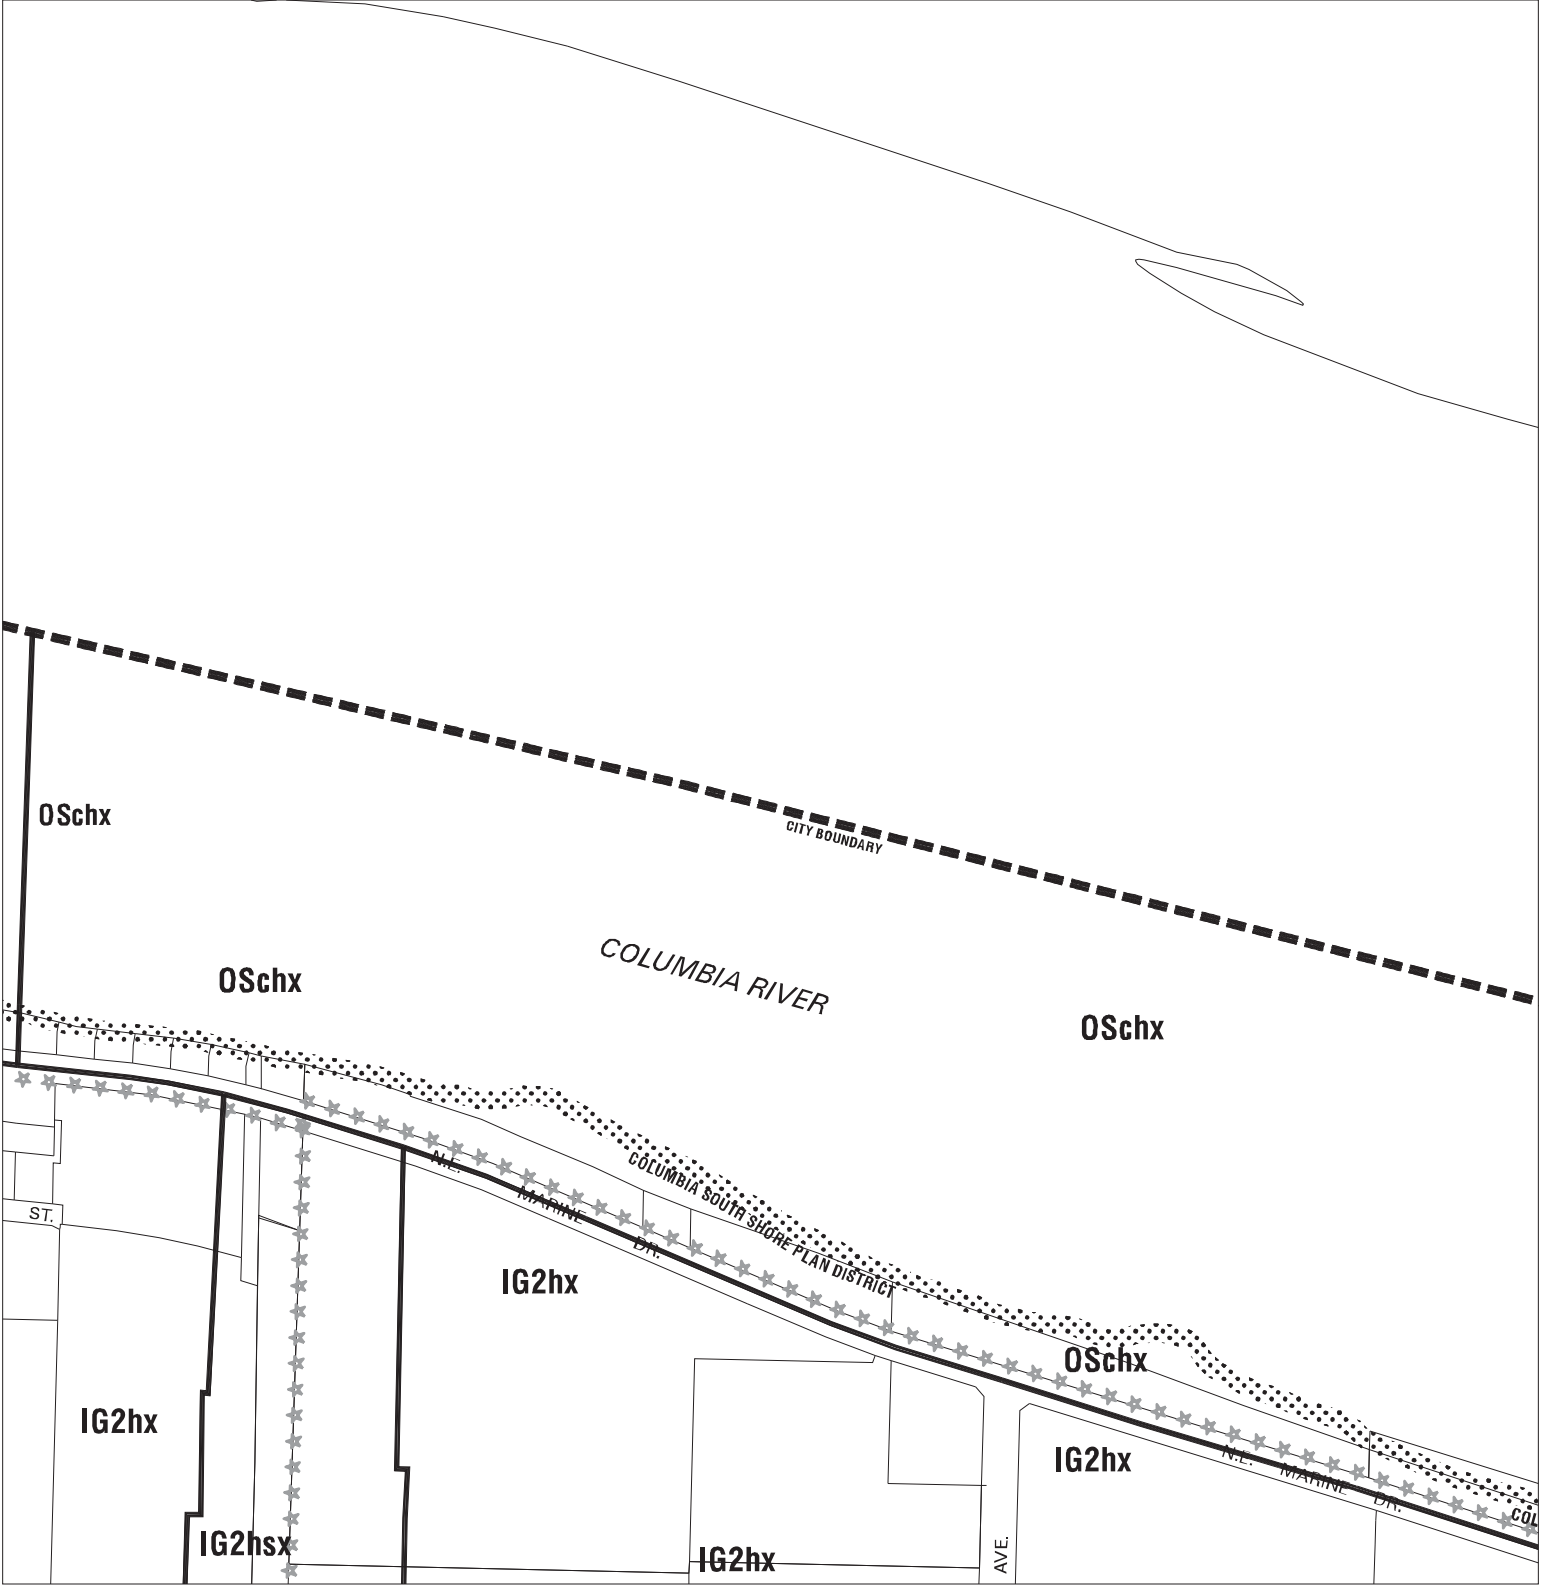 OSchx
CITY BOUNDARY
OSchx
COLUMBIA RIVER
OSchx
N.E. MARINE DR.
COLUMBIA SOUTH SHORE PLAN DISTRICT
ST.
IG2hx
OSchx
IG2hx
IG2hx
N.E. MARINE DR.
COL
IG2hsx
IG2hx
AVE.